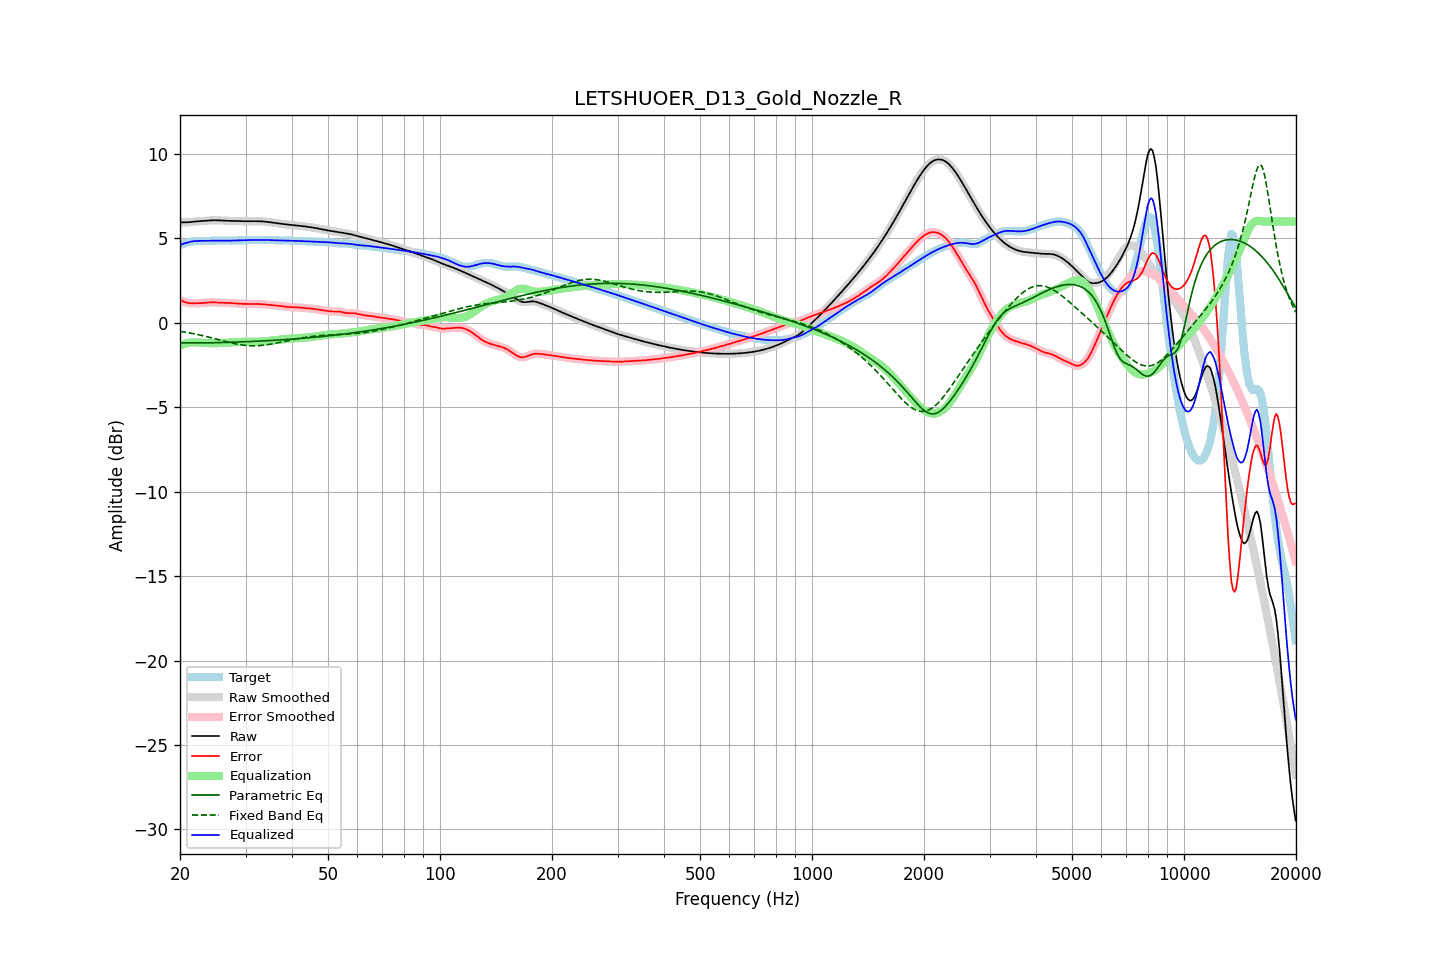 LETSHUOER_D13_Gold_Nozzle_R
Amplitude (dBr)
10
5
0
−5
−10
−15
−20
−25
−30
Target
Raw Smoothed
Error Smoothed
Raw
Error
Equalization
Parametric Eq
Fixed Band Eq
Equalized
20 50 100 200 500 1000 2000 5000 10000 20000
Frequency (Hz)